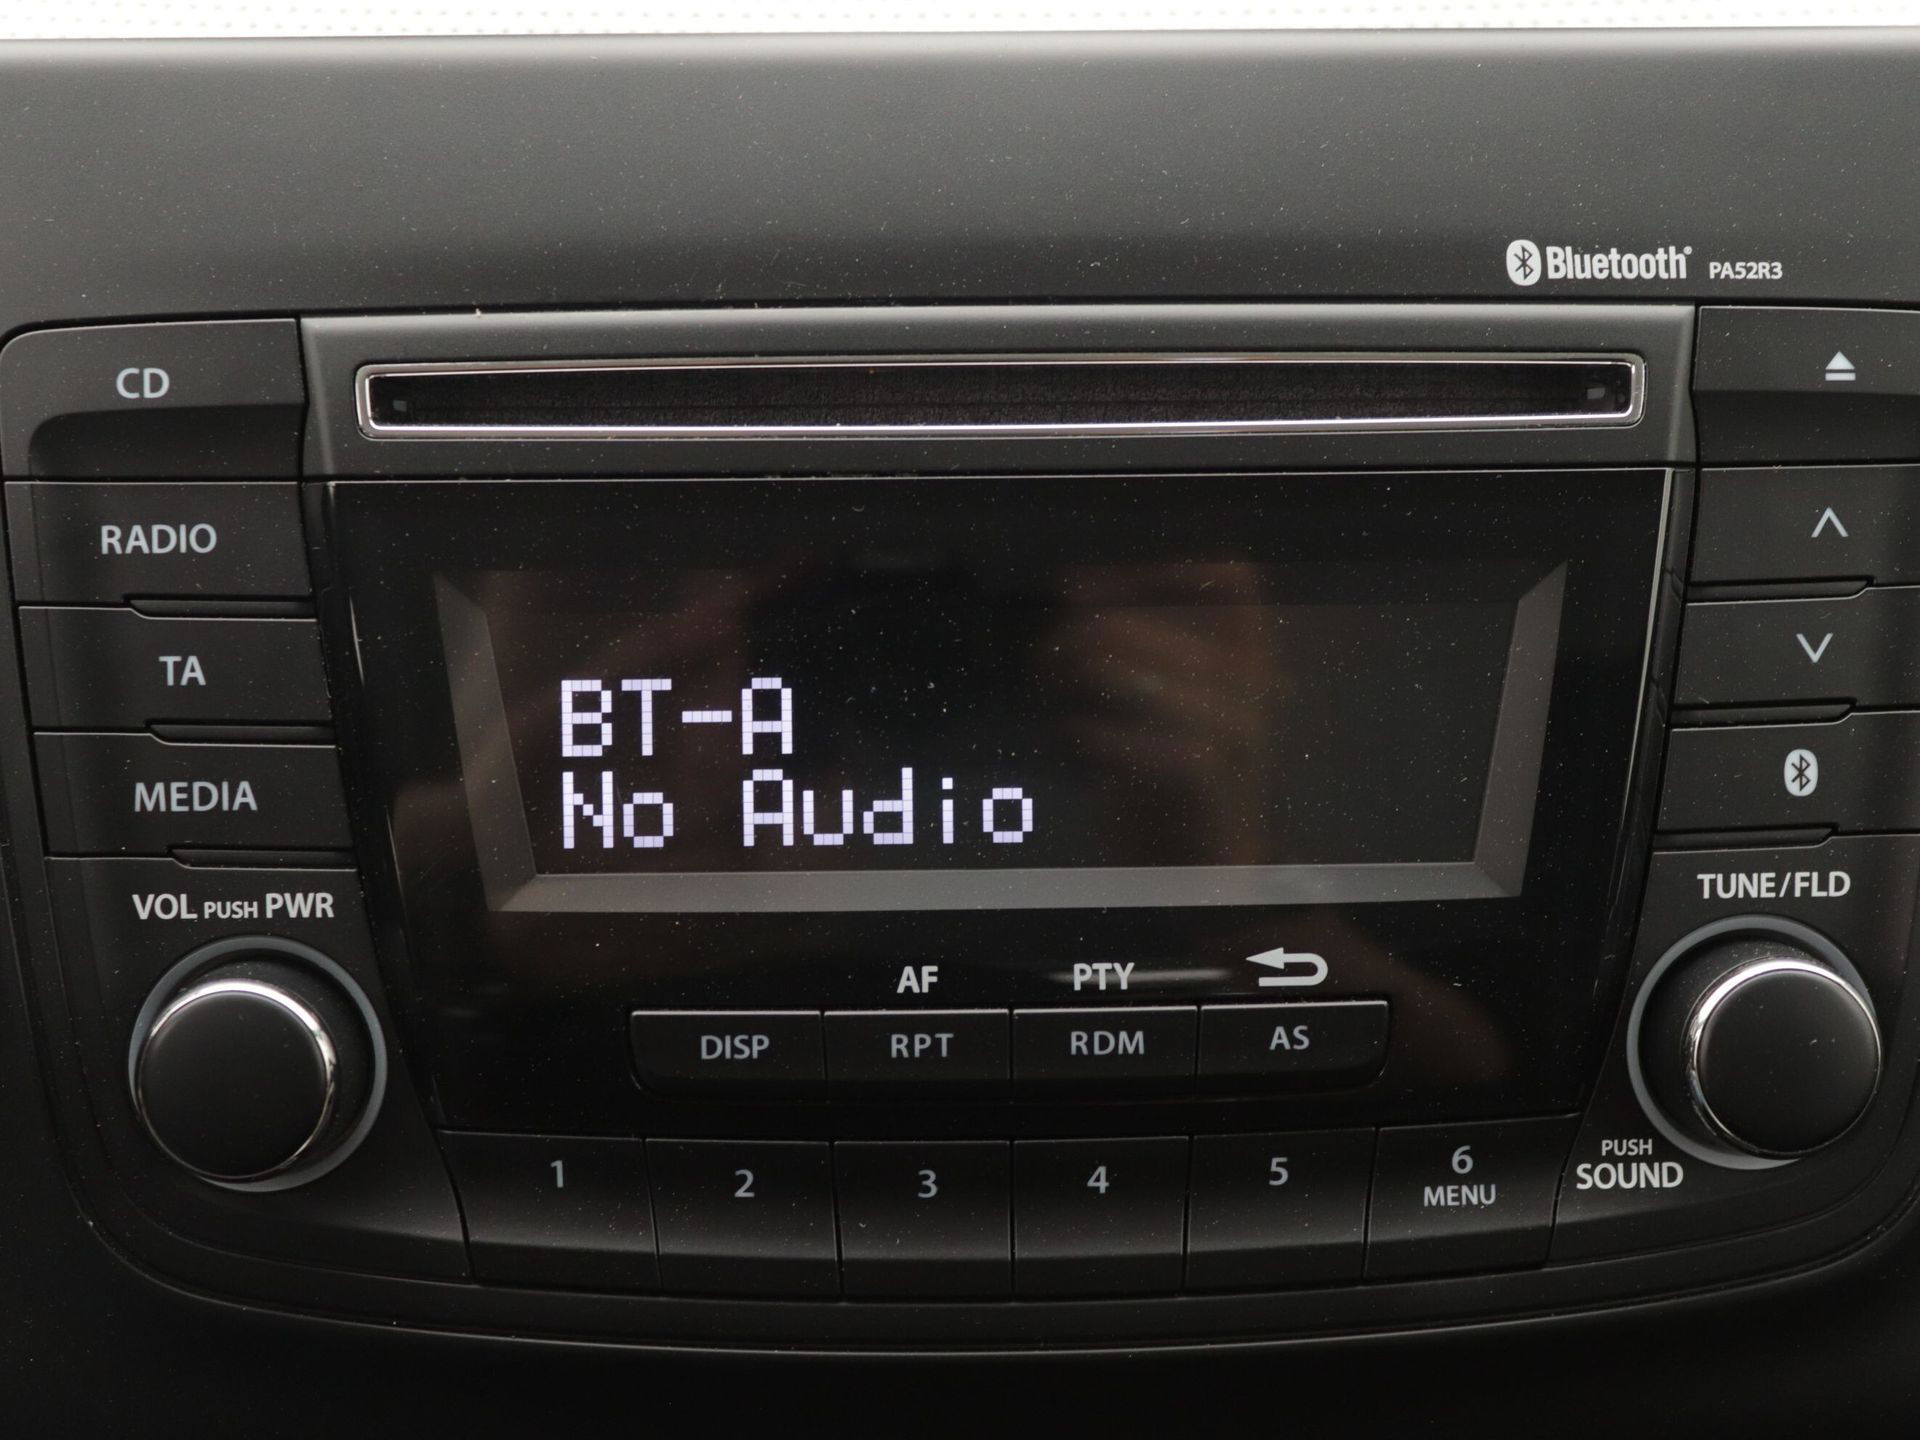 Bluetooth® PA52R3
CD
RADIO
TA
MEDIA
BT-A
No Audio
VOL PUSH PWR
TUNE/FLD
AF PTY
DISP RPT RDM AS
1 2 3 4 5 6
MENU
PUSH
SOUND